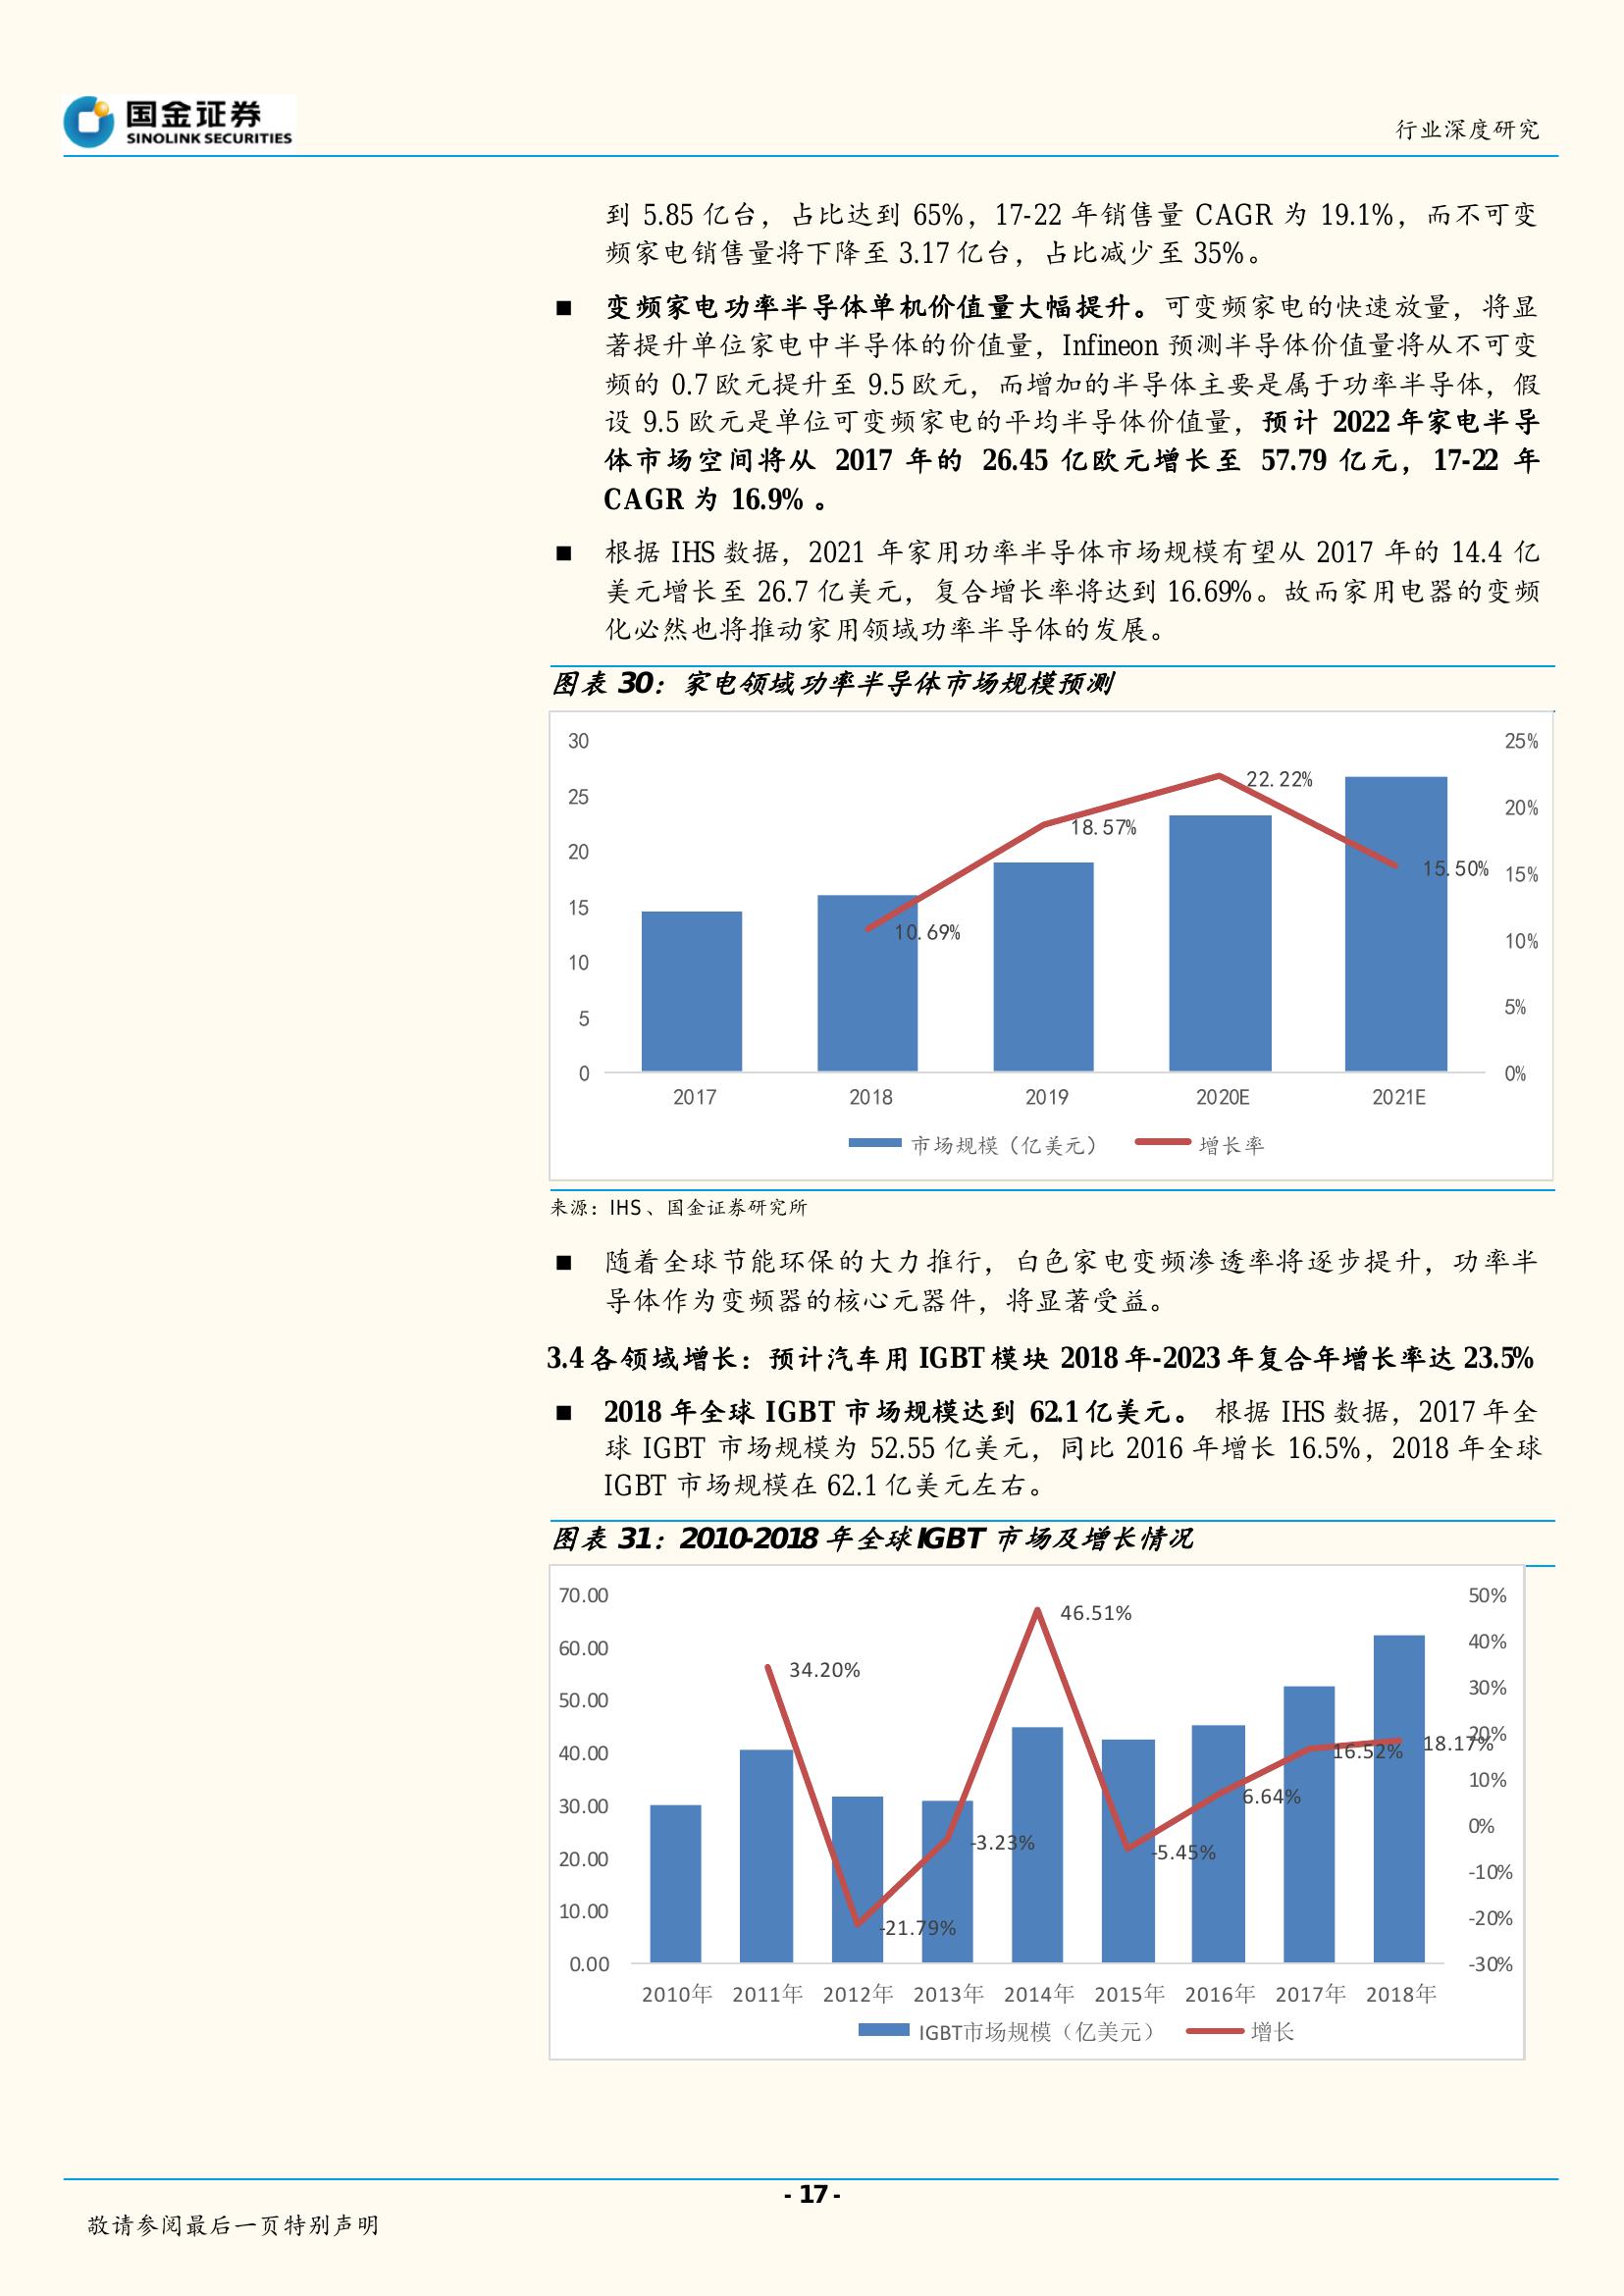 国金证券
SINOLINK SECURITIES
行业深度研究
到 5.85 亿台，占比达到 65%，17-22 年销售量 CAGR 为 19.1%，而不可变
频家电销售量将下降至 3.17 亿台，占比减少至 35%。
■ 变频家电功率半导体单机价值量大幅提升。可变频家电的快速放量，将显
著提升单位家电中半导体的价值量，Infineon 预测半导体价值量将从不可变
频的 0.7 欧元提升至 9.5 欧元，而增加的半导体主要是属于功率半导体，假
设 9.5 欧元是单位可变频家电的平均半导体价值量，预计 2022 年家电半导
体市场空间将从 2017 年的 26.45 亿欧元增长至 57.79 亿元，17-22 年
CAGR 为 16.9% 。
■ 根据 IHS 数据，2021 年家用功率半导体市场规模有望从 2017 年的 14.4 亿
美元增长至 26.7 亿美元，复合增长率将达到 16.69%。故而家用电器的变频
化必然也将推动家用领域功率半导体的发展。
图表 30：家电领域功率半导体市场规模预测
30
25
20
15
10
5
0
25%
20%
15%
10%
5%
0%
10.69%
18.57%
22.22%
15.50%
2017 2018 2019 2020E 2021E
市场规模（亿美元） 增长率
来源：IHS、国金证券研究所
■ 随着全球节能环保的大力推行，白色家电变频渗透率将逐步提升，功率半
导体作为变频器的核心元器件，将显著受益。
3.4 各领域增长：预计汽车用 IGBT 模块 2018 年-2023 年复合年增长率达 23.5%
■ 2018 年全球 IGBT 市场规模达到 62.1 亿美元。 根据 IHS 数据，2017 年全
球 IGBT 市场规模为 52.55 亿美元，同比 2016 年增长 16.5%，2018 年全球
IGBT 市场规模在 62.1 亿美元左右。
图表 31：2010-2018 年全球 IGBT 市场及增长情况
70.00
60.00
50.00
40.00
30.00
20.00
10.00
0.00
50%
40%
30%
20%
10%
0%
-10%
-20%
-30%
34.20%
-21.79%
-3.23%
46.51%
-5.45%
6.64%
16.52%
18.17%
2010年 2011年 2012年 2013年 2014年 2015年 2016年 2017年 2018年
IGBT市场规模（亿美元） 增长
- 17 -
敬请参阅最后一页特别声明